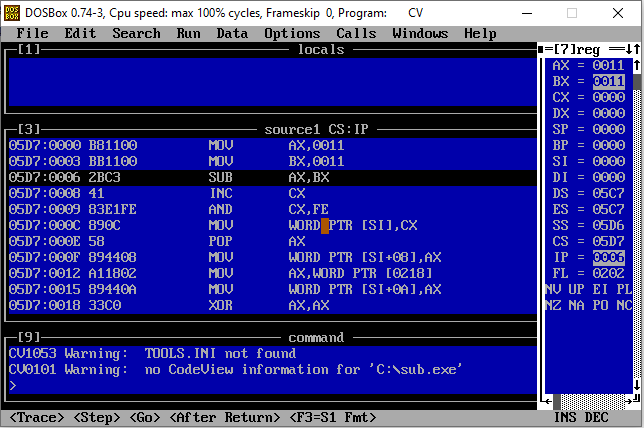 DOSBox 0.74-3, Cpu speed: max 100% cycles, Frameskip 0, Program: CV
File Edit Search Run Data Options Calls Windows Help
[1] locals
[3] source1 CS:IP
05D7:0000 B81100 MOV AX,0011
05D7:0003 BB1100 MOV BX,0011
05D7:0006 2BC3 SUB AX,BX
05D7:0008 41 INC CX
05D7:0009 83E1FE AND CX,FE
05D7:000C 890C MOV WORD PTR [SI],CX
05D7:000E 58 POP AX
05D7:000F 894408 MOV WORD PTR [SI+08],AX
05D7:0012 A11802 MOV AX,WORD PTR [0218]
05D7:0015 89440A MOV WORD PTR [SI+0A],AX
05D7:0018 33C0 XOR AX,AX
[9] command
CV1053 Warning: TOOLS.INI not found
CV0101 Warning: no CodeView information for 'C:\sub.exe'
>
[7]reg
AX = 0011
BX = 0011
CX = 0000
DX = 0000
SP = 0000
BP = 0000
SI = 0000
DI = 0000
DS = 05C7
ES = 05C7
SS = 05D6
CS = 05D7
IP = 0006
FL = 0202
NV UP EI PL
NZ NA PO NC
<Trace> <Step> <Go> <After Return> <F3=S1 Fmt> INS DEC